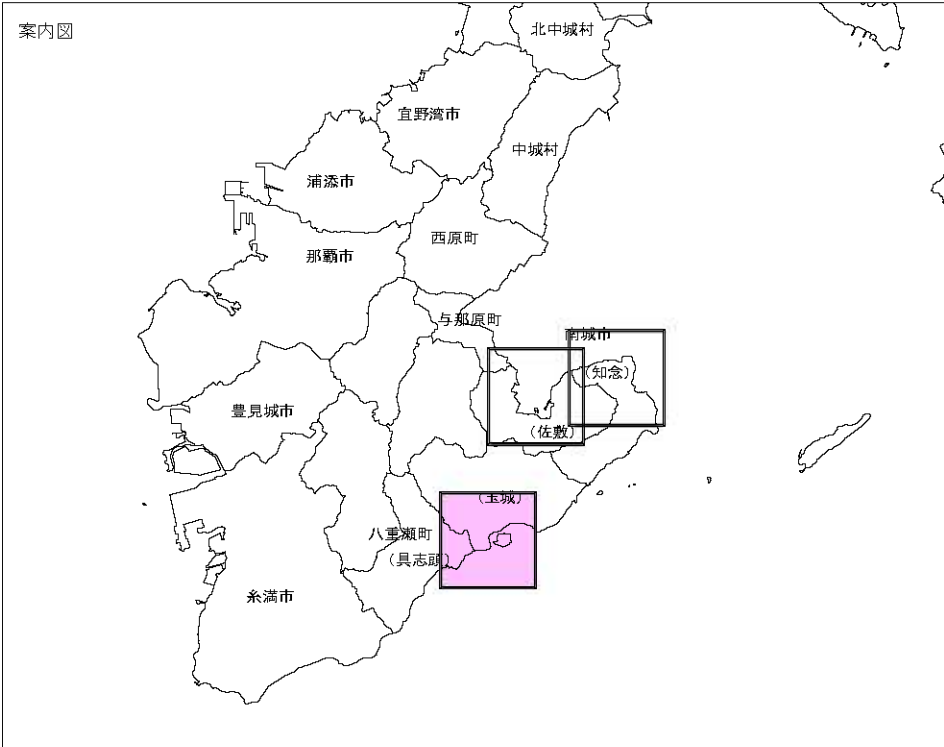 案内図
北中城村
宜野湾市
中城村
浦添市
西原町
那覇市
与那原町
南城市
(知念)
豊見城市
(佐敷)
(玉城)
八重瀬町
(具志頭)
糸満市